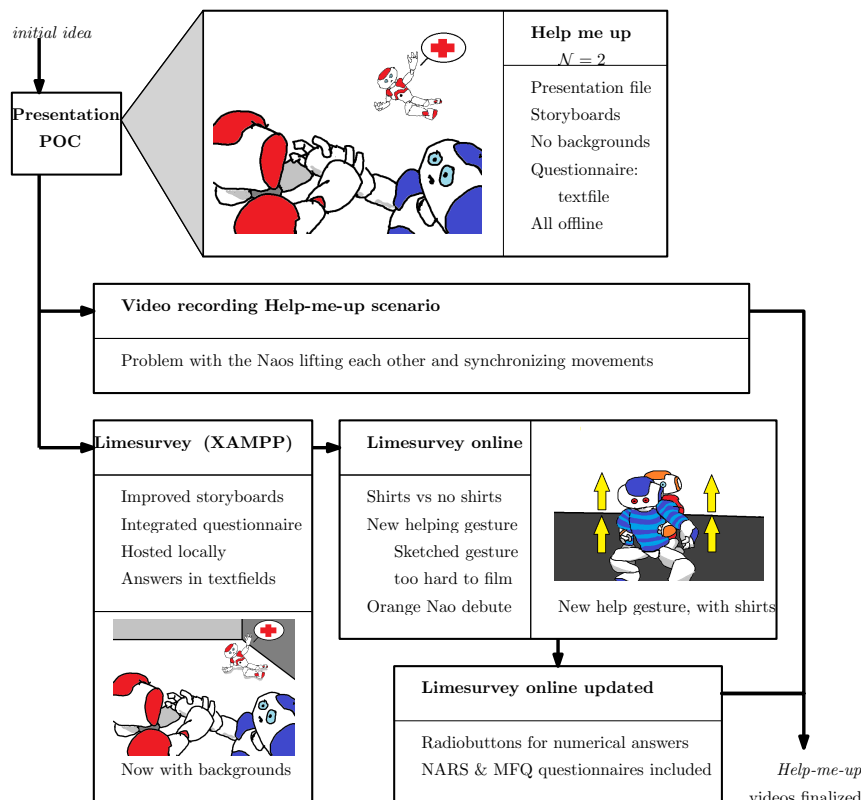 initial idea
Presentation
POC
Help me up
N = 2
Presentation file
Storyboards
No backgrounds
Questionnaire:
textfile
All offline
Video recording Help-me-up scenario
Problem with the Naos lifting each other and synchronizing movements
Limesurvey (XAMPP)
Improved storyboards
Integrated questionnaire
Hosted locally
Answers in textfields
Now with backgrounds
Limesurvey online
Shirts vs no shirts
New helping gesture
Sketched gesture
too hard to film
Orange Nao debute
New help gesture, with shirts
Limesurvey online updated
Radiobuttons for numerical answers
NARS & MFQ questionnaires included
Help-me-up
videos finalized